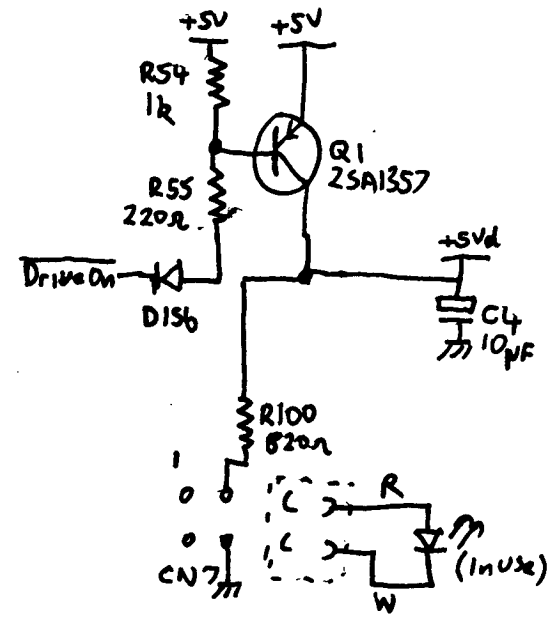 +5V
+5V
R54
1k
Q1
2SA1357
R55
220Ω
+5Vd
DriveOn
D156
C4
10µF
R100
820Ω
1
R
(InUse)
CN7
W